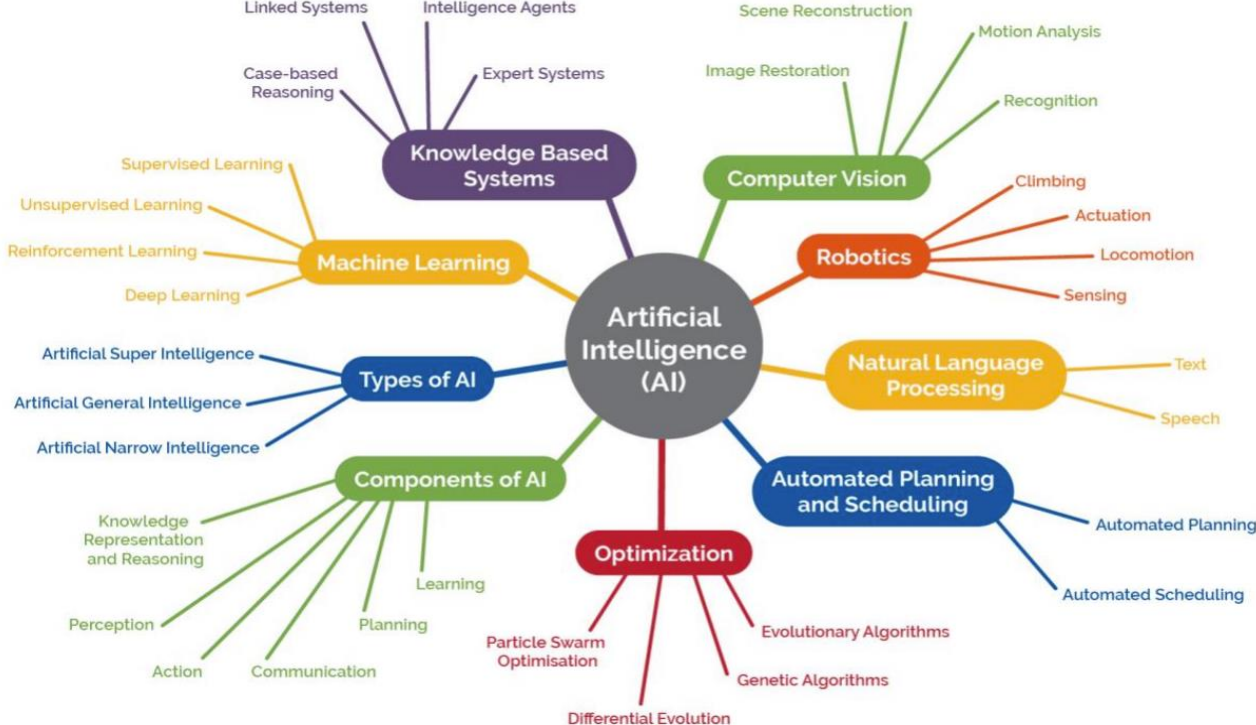 Linked Systems
Intelligence Agents
Case-based
Reasoning
Expert Systems
Knowledge Based
Systems
Scene Reconstruction
Motion Analysis
Image Restoration
Recognition
Computer Vision
Supervised Learning
Unsupervised Learning
Reinforcement Learning
Deep Learning
Machine Learning
Climbing
Actuation
Locomotion
Sensing
Robotics
Artificial
Intelligence
(AI)
Artificial Super Intelligence
Artificial General Intelligence
Artificial Narrow Intelligence
Types of AI
Natural Language
Processing
Text
Speech
Components of AI
Knowledge
Representation
and Reasoning
Perception
Action
Communication
Planning
Learning
Optimization
Particle Swarm
Optimisation
Differential Evolution
Genetic Algorithms
Evolutionary Algorithms
Automated Planning
and Scheduling
Automated Planning
Automated Scheduling